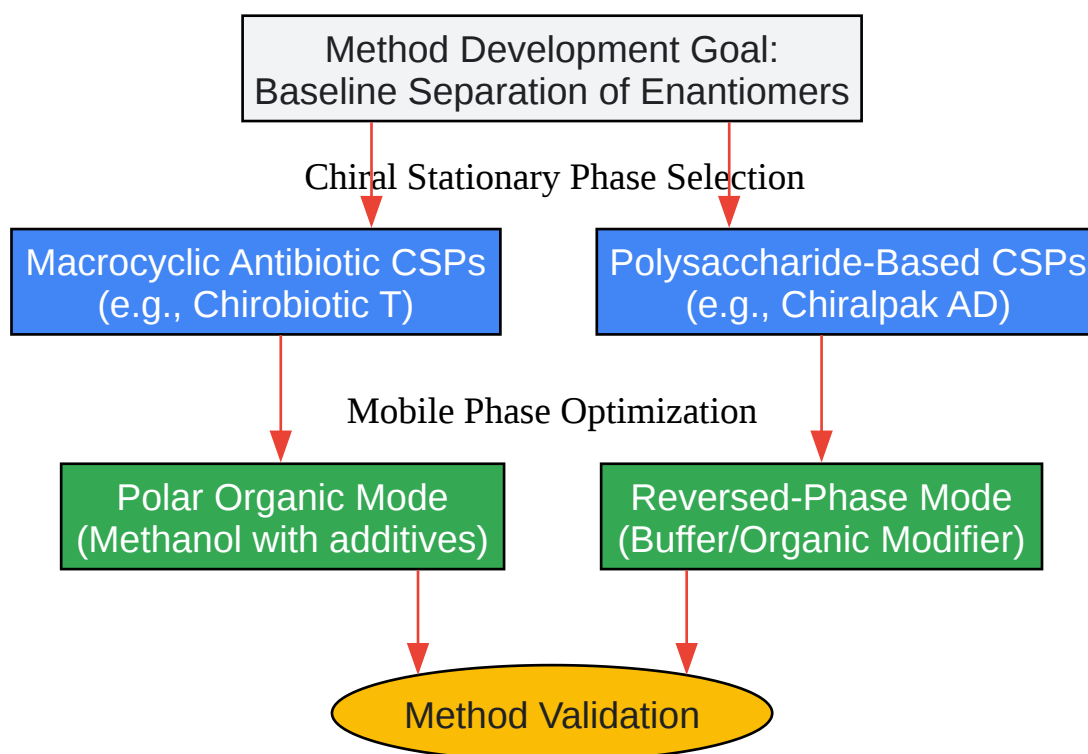 Method Development Goal:
Baseline Separation of Enantiomers
Chiral Stationary Phase Selection
Macrocyclic Antibiotic CSPs
(e.g., Chirobiotic T)
Polysaccharide-Based CSPs
(e.g., Chiralpak AD)
Mobile Phase Optimization
Polar Organic Mode
(Methanol with additives)
Reversed-Phase Mode
(Buffer/Organic Modifier)
Method Validation